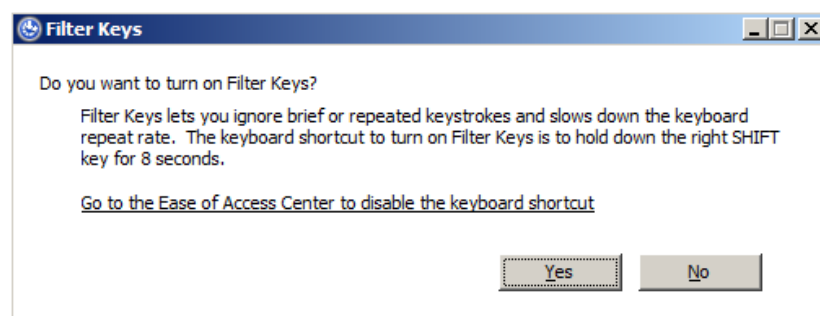 Filter Keys
Do you want to turn on Filter Keys?
Filter Keys lets you ignore brief or repeated keystrokes and slows down the keyboard
repeat rate.  The keyboard shortcut to turn on Filter Keys is to hold down the right SHIFT
key for 8 seconds.
Go to the Ease of Access Center to disable the keyboard shortcut
Yes No